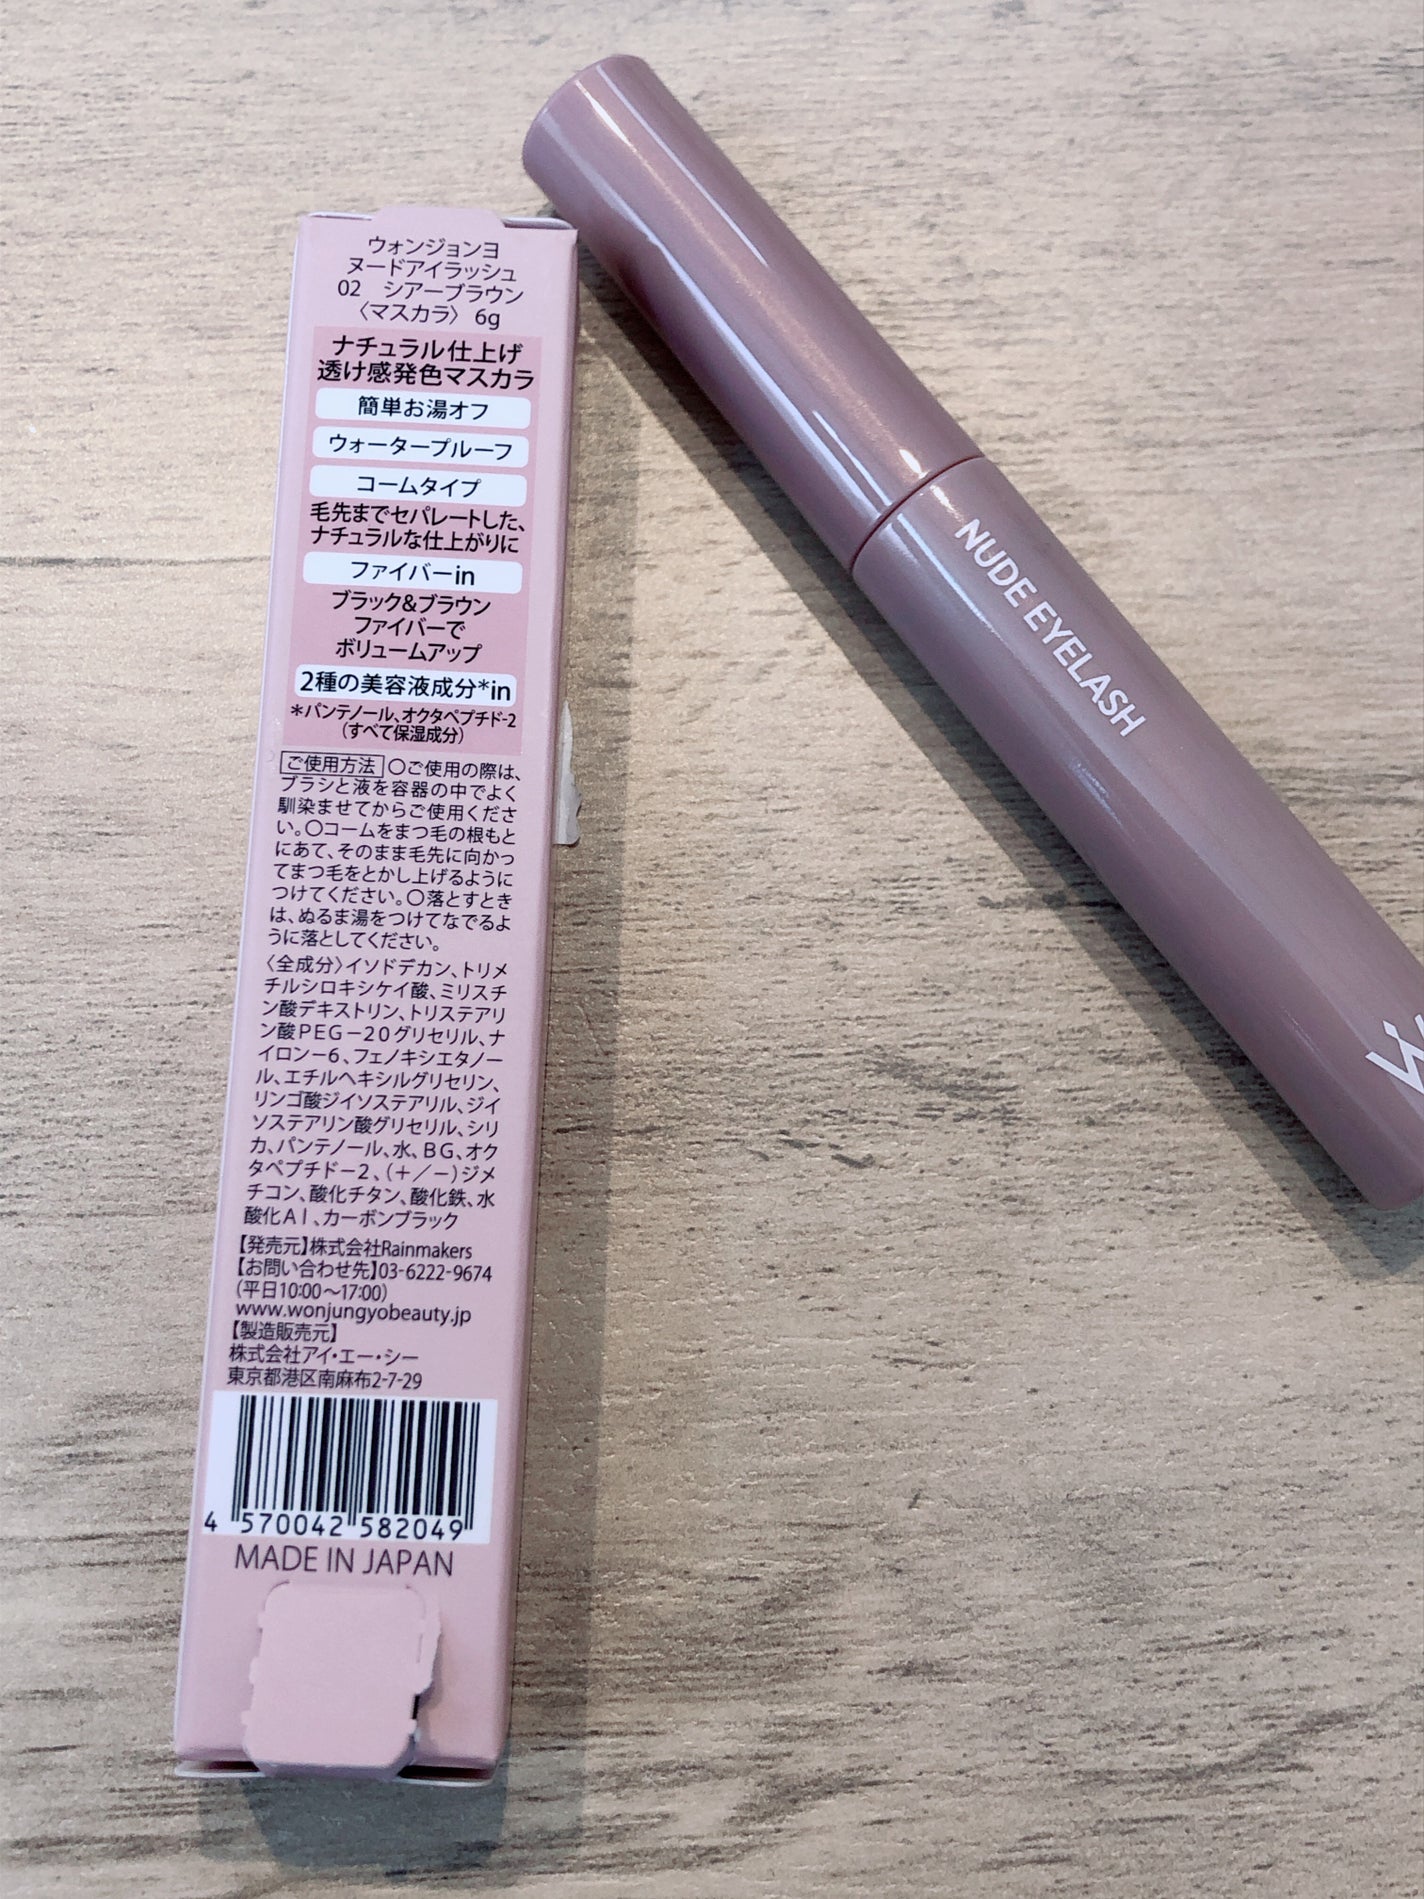 ウォンジョンヨ
ヌードアイラッシュ
02 シアーブラウン
〈マスカラ〉 6g
ナチュラル仕上げ
透け感発色マスカラ
簡単お湯オフ
ウォータープルーフ
コームタイプ
毛先までセパレートした、
ナチュラルな仕上がりに
ファイバーin
ブラック&ブラウン
ファイバーで
ボリュームアップ
2種の美容液成分*in
*パンテノール、オクタペプチド-2
(すべて保湿成分)
ご使用方法 〇ご使用の際は、
ブラシと液を容器の中でよく
馴染ませてからご使用くださ
い。〇コームをまつ毛の根もと
にあて、そのまま毛先に向かっ
てまつ毛をとかし上げるように
つけてください。〇落とすとき
は、ぬるま湯をつけてなでるよ
うに落としてください。
〈全成分〉イソドデカン、トリメ
チルシロキシケイ酸、ミリスチ
ン酸デキストリン、トリステアリ
ン酸PEG-20グリセリル、ナ
イロン-6、フェノキシエタノー
ル、エチルヘキシルグリセリン、
リンゴ酸ジイソステアリル、ジイ
ソステアリン酸グリセリル、シリ
カ、パンテノール、水、BG、オク
タペプチド-2、(+/-)ジメ
チコン、酸化チタン、酸化鉄、水
酸化Al、カーボンブラック
【発売元】株式会社Rainmakers
【お問い合わせ先】03-6222-9674
(平日10:00~17:00)
www.wonjungyobeauty.jp
【製造販売元】
株式会社アイ・エー・シー
東京都港区南麻布2-7-29
4 570042 582049
MADE IN JAPAN
NUDE EYELASH